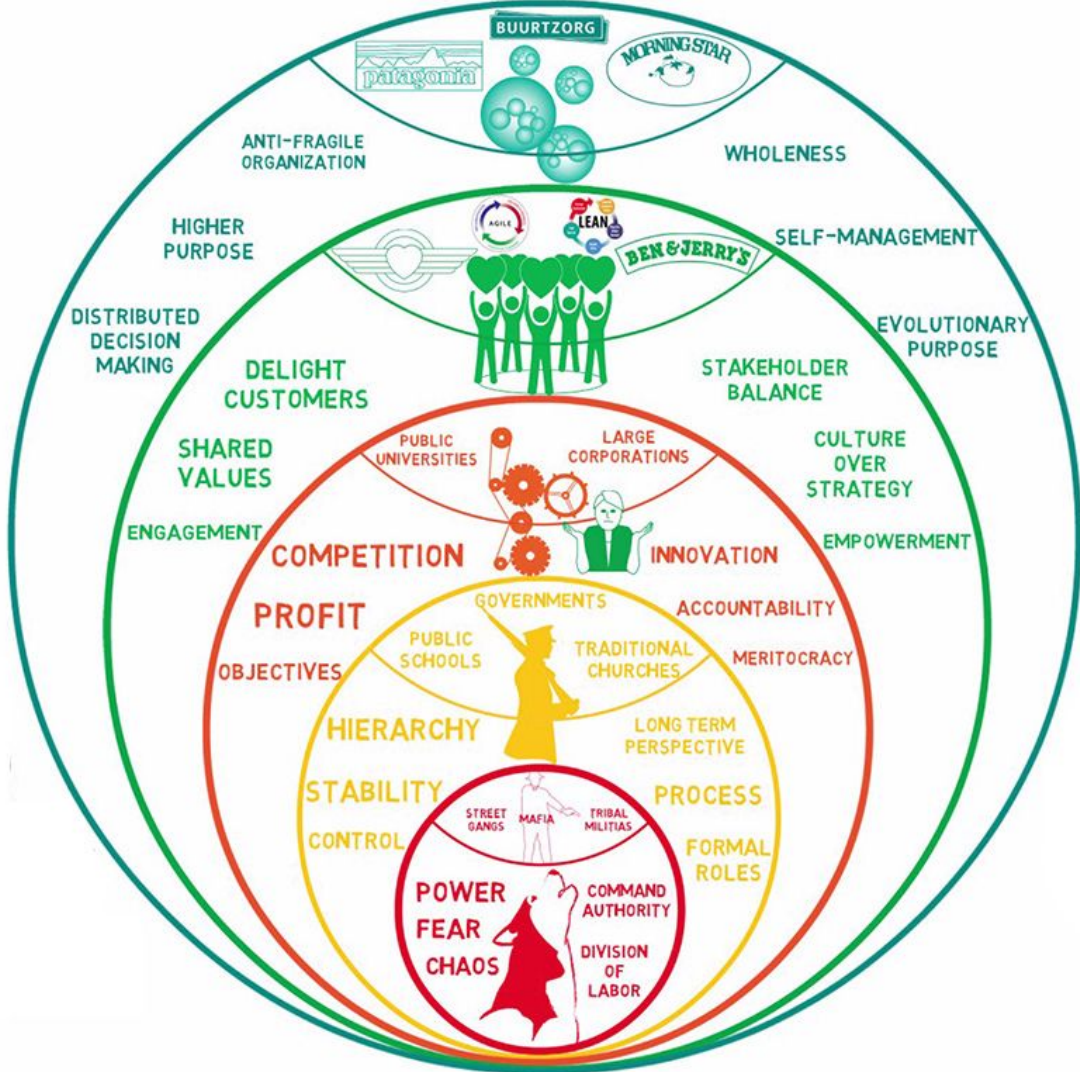 BUURTZORG
patagonia
MORNING STAR
ANTI-FRAGILE
ORGANIZATION
WHOLENESS
HIGHER
PURPOSE
SELF-MANAGEMENT
DISTRIBUTED
DECISION
MAKING
EVOLUTIONARY
PURPOSE
AGILE
LEAN
BEN & JERRY'S
DELIGHT
CUSTOMERS
STAKEHOLDER
BALANCE
SHARED
VALUES
CULTURE
OVER
STRATEGY
ENGAGEMENT
EMPOWERMENT
PUBLIC
UNIVERSITIES
LARGE
CORPORATIONS
COMPETITION
INNOVATION
PROFIT
ACCOUNTABILITY
OBJECTIVES
MERITOCRACY
GOVERNMENTS
PUBLIC
SCHOOLS
TRADITIONAL
CHURCHES
HIERARCHY
LONG TERM
PERSPECTIVE
STABILITY
PROCESS
CONTROL
FORMAL
ROLES
STREET
GANGS
MAFIA
TRIBAL
MILITIAS
POWER
FEAR
CHAOS
COMMAND
AUTHORITY
DIVISION
OF
LABOR